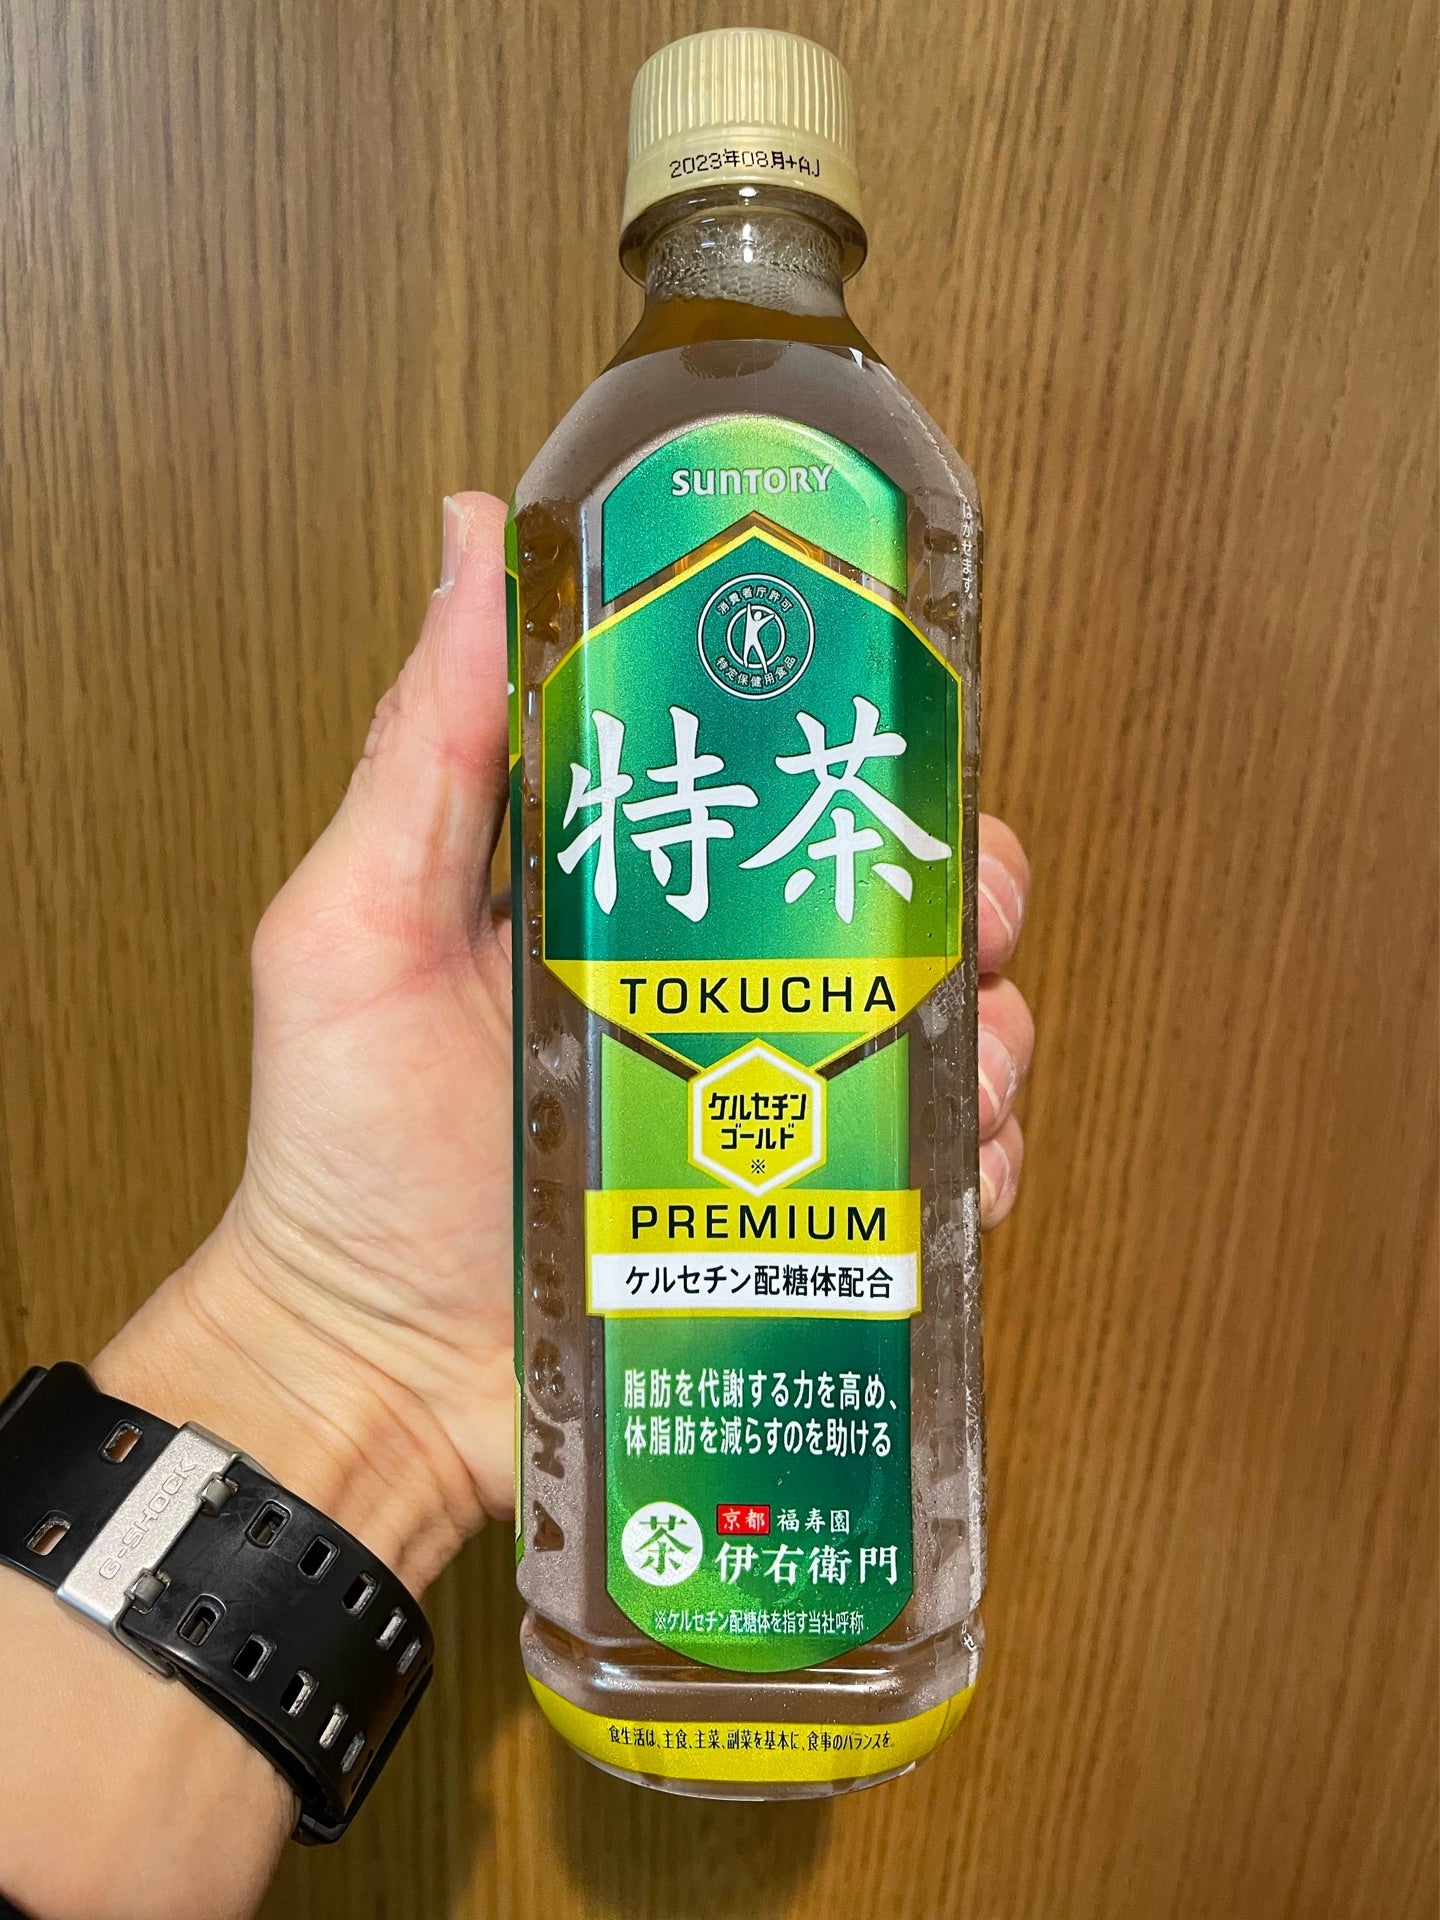 2023年08月+AJ
SUNTORY
はがせます。
消費者庁許可
特定保健用食品
特茶
TOKUCHA
ケルセチン
ゴールド
※
PREMIUM
ケルセチン配糖体配合
脂肪を代謝する力を高め、
体脂肪を減らすのを助ける
茶
京都 福寿園
伊右衛門
※ケルセチン配糖体を指す当社呼称
食生活は、主食、主菜、副菜を基本に、食事のバランスを。
TOKUCHA
G-SHOCK